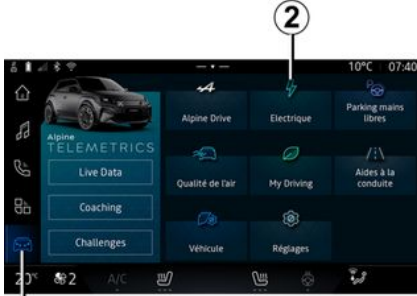 2
10°C 07:40
Alpine
TELEMETRICS
Live Data
Coaching
Challenges
Alpine Drive
Electrique
Parking mains
libres
Qualité de l'air
My Driving
Aides à la
conduite
Véhicule
Réglages
20°C
2
A/C